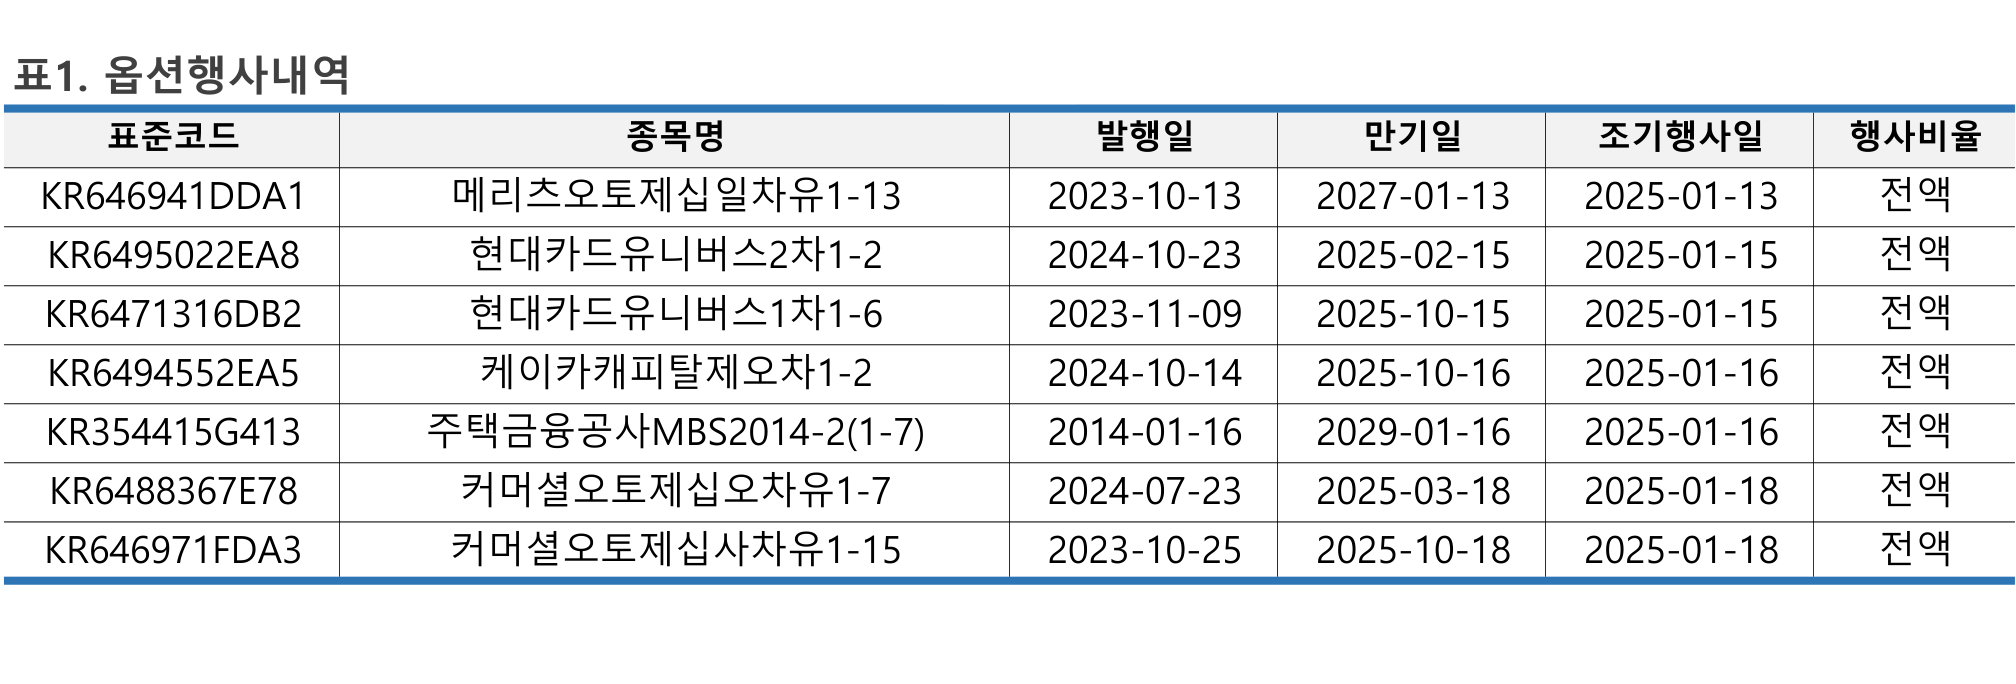 표1. 옵션행사내역
표준코드 종목명 발행일 만기일 조기행사일 행사비율
KR646941DDA1 메리츠오토제십일차유1-13 2023-10-13 2027-01-13 2025-01-13 전액
KR6495022EA8 현대카드유니버스2차1-2 2024-10-23 2025-02-15 2025-01-15 전액
KR6471316DB2 현대카드유니버스1차1-6 2023-11-09 2025-10-15 2025-01-15 전액
KR6494552EA5 케이카캐피탈제오차1-2 2024-10-14 2025-10-16 2025-01-16 전액
KR354415G413 주택금융공사MBS2014-2(1-7) 2014-01-16 2029-01-16 2025-01-16 전액
KR6488367E78 커머셜오토제십오차유1-7 2024-07-23 2025-03-18 2025-01-18 전액
KR646971FDA3 커머셜오토제십사차유1-15 2023-10-25 2025-10-18 2025-01-18 전액